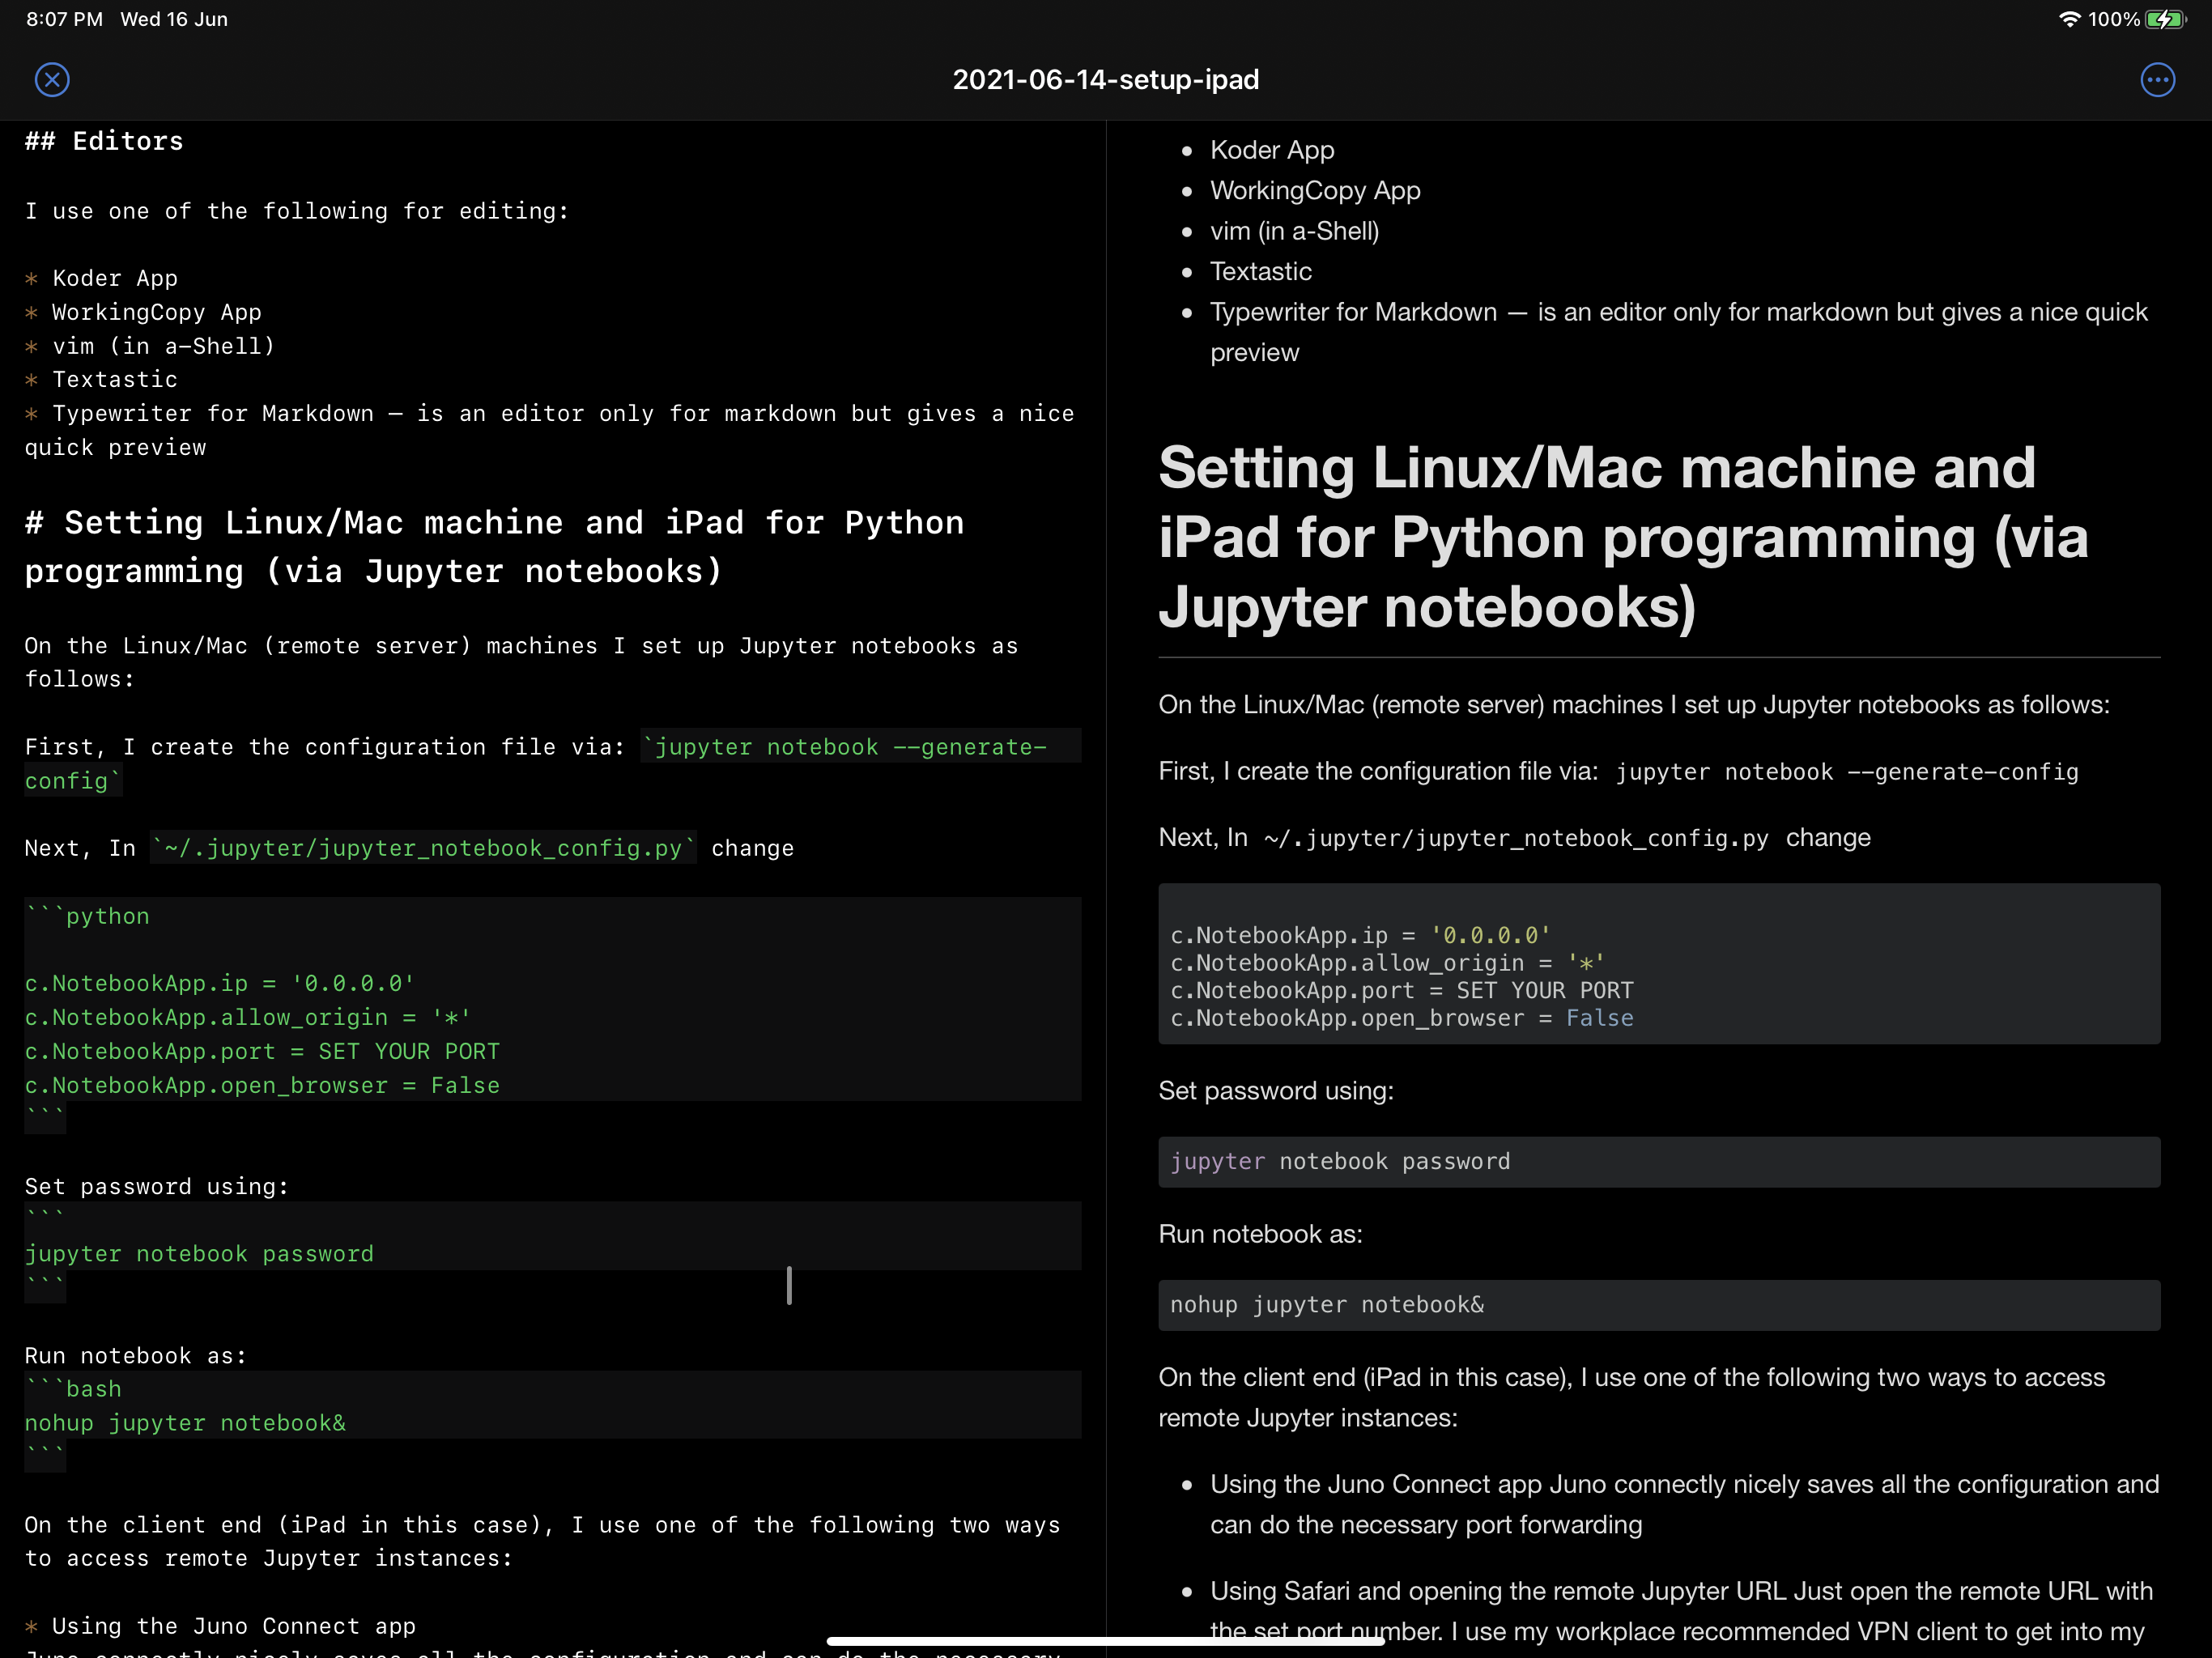 8:07 PM Wed 16 Jun
100%
2021-06-14-setup-ipad
## Editors
I use one of the following for editing:
* Koder App
* WorkingCopy App
* vim (in a-Shell)
* Textastic
* Typewriter for Markdown — is an editor only for markdown but gives a nice
quick preview
# Setting Linux/Mac machine and iPad for Python
programming (via Jupyter notebooks)
On the Linux/Mac (remote server) machines I set up Jupyter notebooks as
follows:
First, I create the configuration file via: `jupyter notebook --generate-
config`
Next, In `~/.jupyter/jupyter_notebook_config.py` change
```python
c.NotebookApp.ip = '0.0.0.0'
c.NotebookApp.allow_origin = '*'
c.NotebookApp.port = SET YOUR PORT
c.NotebookApp.open_browser = False
```
Set password using:
```
jupyter notebook password
```
Run notebook as:
```bash
nohup jupyter notebook&
```
On the client end (iPad in this case), I use one of the following two ways
to access remote Jupyter instances:
* Using the Juno Connect app
Juno connectly nicely saves all the configuration and can do the necessary
• Koder App
• WorkingCopy App
• vim (in a-Shell)
• Textastic
• Typewriter for Markdown — is an editor only for markdown but gives a nice quick
preview
Setting Linux/Mac machine and
iPad for Python programming (via
Jupyter notebooks)
On the Linux/Mac (remote server) machines I set up Jupyter notebooks as follows:
First, I create the configuration file via: jupyter notebook --generate-config
Next, In ~/.jupyter/jupyter_notebook_config.py change
c.NotebookApp.ip = '0.0.0.0'
c.NotebookApp.allow_origin = '*'
c.NotebookApp.port = SET YOUR PORT
c.NotebookApp.open_browser = False
Set password using:
jupyter notebook password
Run notebook as:
nohup jupyter notebook&
On the client end (iPad in this case), I use one of the following two ways to access
remote Jupyter instances:
• Using the Juno Connect app Juno connectly nicely saves all the configuration and
can do the necessary port forwarding
• Using Safari and opening the remote Jupyter URL Just open the remote URL with
the set port number. I use my workplace recommended VPN client to get into my